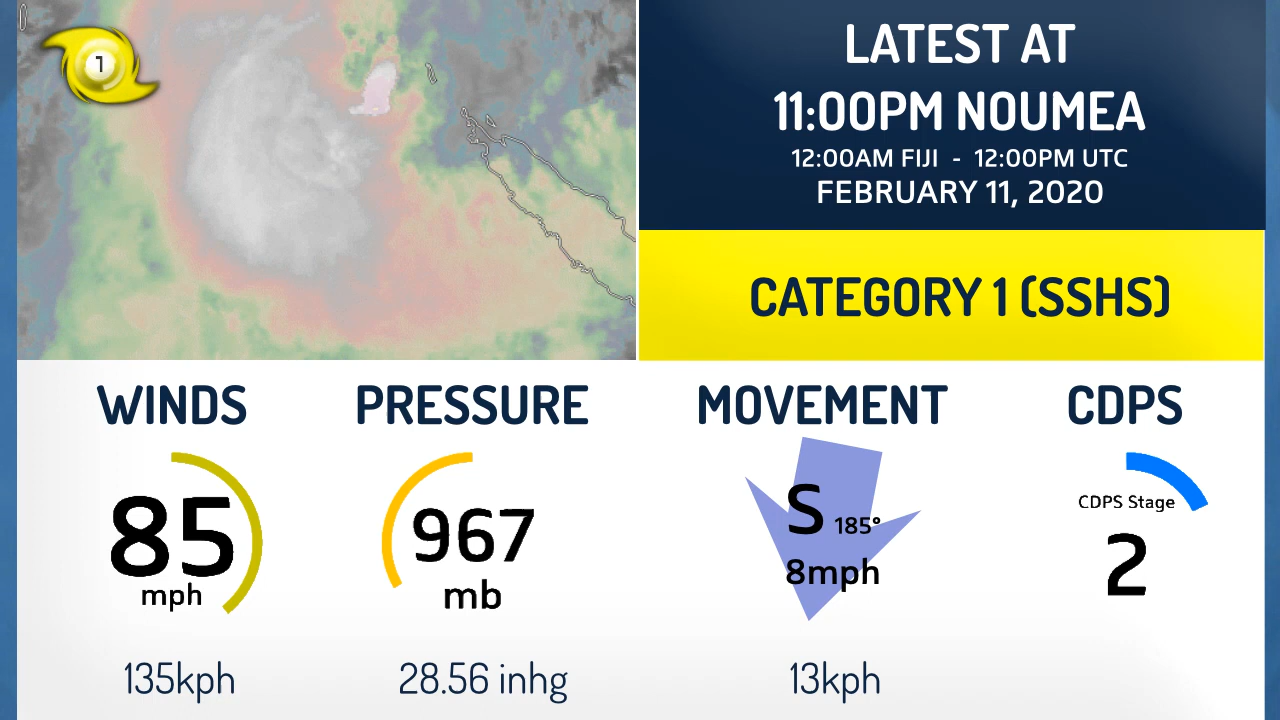 1
LATEST AT
11:00PM NOUMEA
12:00AM FIJI - 12:00PM UTC
FEBRUARY 11, 2020
CATEGORY 1 (SSHS)
WINDS
85
mph
135kph
PRESSURE
967
mb
28.56 inhg
MOVEMENT
S 185°
8mph
13kph
CDPS
CDPS Stage
2